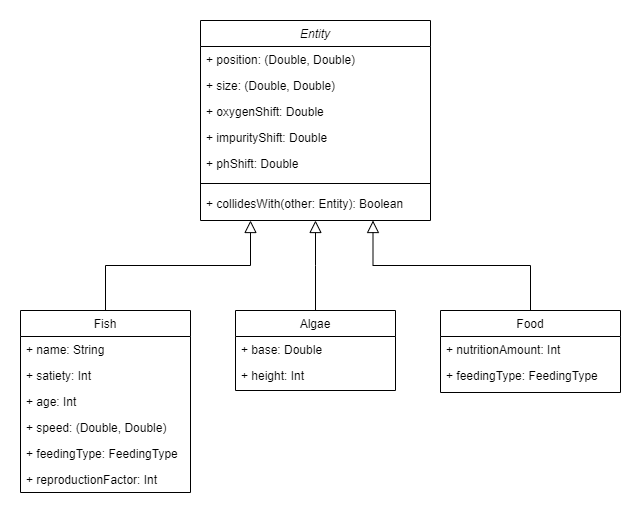 Entity
+ position: (Double, Double)
+ size: (Double, Double)
+ oxygenShift: Double
+ impurityShift: Double
+ phShift: Double
+ collidesWith(other: Entity): Boolean
Fish
+ name: String
+ satiety: Int
+ age: Int
+ speed: (Double, Double)
+ feedingType: FeedingType
+ reproductionFactor: Int
Algae
+ base: Double
+ height: Int
Food
+ nutritionAmount: Int
+ feedingType: FeedingType